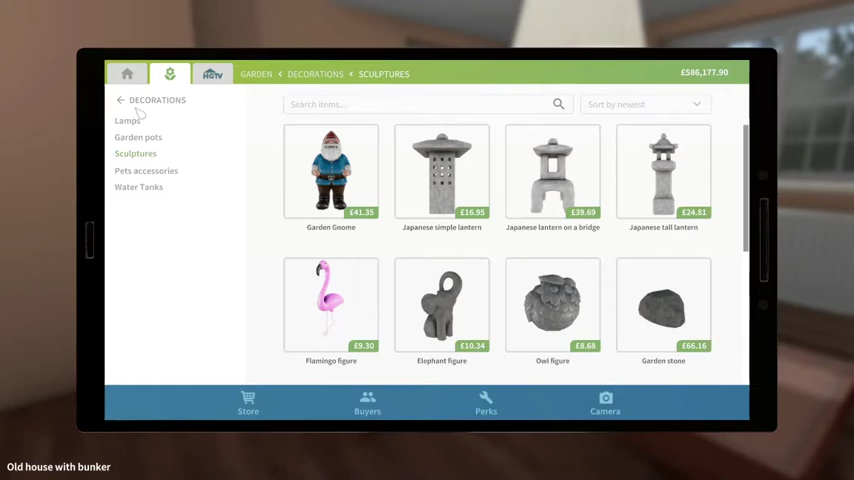 HGTV
GARDEN < DECORATIONS < SCULPTURES
£586,177.90
← DECORATIONS
Lamps
Garden pots
Sculptures
Pets accessories
Water Tanks
Search items...
Sort by newest
£41.35
£16.95
£39.69
£24.81
Garden Gnome
Japanese simple lantern
Japanese lantern on a bridge
Japanese tall lantern
£9.30
£10.34
£8.68
£66.16
Flamingo figure
Elephant figure
Owl figure
Garden stone
Store
Buyers
Perks
Camera
Old house with bunker